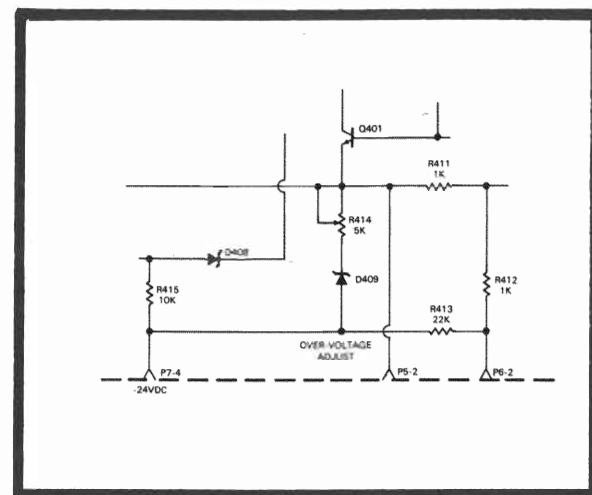 Q401
R411
1K
R414
5K
D408
R415
10K
D409
R412
1K
R413
22K
OVER-VOLTAGE
ADJUST
P7-4
P5-2
P6-2
-24VDC